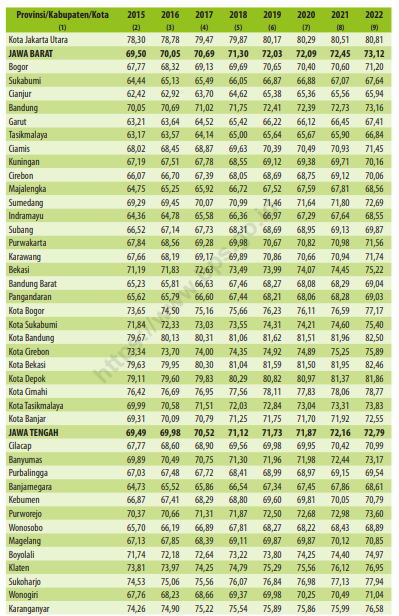 Provinsi/Kabupaten/Kota 2015 2016 2017 2018 2019 2020 2021 2022
(1) (2) (3) (4) (5) (6) (7) (8) (9)
Kota Jakarta Utara 78,30 78,78 79,47 79,87 80,17 80,29 80,51 80,81
JAWA BARAT 69,50 70,05 70,69 71,30 72,03 72,09 72,45 73,12
Bogor 67,77 68,32 69,13 69,69 70,65 70,40 70,60 71,20
Sukabumi 64,44 65,13 65,49 66,05 66,87 66,88 67,07 67,64
Cianjur 62,42 62,92 63,70 64,62 65,38 65,36 65,56 65,94
Bandung 70,05 70,69 71,02 71,75 72,41 72,39 72,73 73,16
Garut 63,21 63,64 64,52 65,42 66,22 66,12 66,45 67,41
Tasikmalaya 63,17 63,57 64,14 65,00 65,64 65,67 65,90 66,84
Ciamis 68,02 68,45 68,87 69,63 70,39 70,49 70,93 71,45
Kuningan 67,19 67,51 67,78 68,55 69,12 69,38 69,71 70,16
Cirebon 66,07 66,70 67,39 68,05 68,69 68,75 69,12 70,06
Majalengka 64,75 65,25 65,92 66,72 67,52 67,59 67,81 68,56
Sumedang 69,29 69,45 70,07 70,99 71,46 71,64 71,80 72,69
Indramayu 64,36 64,78 65,58 66,36 66,97 67,29 67,64 68,55
Subang 66,52 67,14 67,73 68,31 68,69 68,95 69,13 69,87
Purwakarta 67,84 68,56 69,28 69,98 70,67 70,82 70,98 71,56
Karawang 67,66 68,19 69,17 69,89 70,86 70,66 70,94 71,74
Bekasi 71,19 71,83 72,63 73,49 73,99 74,07 74,45 75,22
Bandung Barat 65,23 65,81 66,63 67,46 68,27 68,08 68,29 69,04
Pangandaran 65,62 65,79 66,60 67,44 68,21 68,06 68,28 69,03
Kota Bogor 73,65 74,50 75,16 75,66 76,23 76,11 76,59 77,17
Kota Sukabumi 71,84 72,33 73,03 73,55 74,31 74,21 74,60 75,40
Kota Bandung 79,67 80,13 80,31 81,06 81,62 81,51 81,96 82,50
Kota Cirebon 73,34 73,70 74,00 74,35 74,92 74,89 75,25 75,89
Kota Bekasi 79,63 79,95 80,30 81,04 81,59 81,50 81,95 82,46
Kota Depok 79,11 79,60 79,83 80,29 80,82 80,97 81,37 81,86
Kota Cimahi 76,42 76,69 76,95 77,56 78,11 77,83 78,06 78,77
Kota Tasikmalaya 69,99 70,58 71,51 72,03 72,84 73,04 73,31 73,83
Kota Banjar 69,31 70,09 70,79 71,25 71,75 71,70 71,92 72,55
JAWA TENGAH 69,49 69,98 70,52 71,12 71,73 71,87 72,16 72,79
Cilacap 67,77 68,60 68,90 69,56 69,98 69,95 70,42 70,99
Banyumas 69,89 70,49 70,75 71,30 71,96 71,98 72,44 73,17
Purbalingga 67,03 67,48 67,72 68,41 68,99 68,97 69,15 69,54
Banjarnegara 64,73 65,52 65,86 66,54 67,34 67,45 67,86 68,61
Kebumen 66,87 67,41 68,29 68,80 69,60 69,81 70,05 70,79
Purworejo 70,37 70,66 71,31 71,87 72,50 72,68 72,98 73,60
Wonosobo 65,70 66,19 66,89 67,81 68,27 68,22 68,43 68,89
Magelang 67,13 67,85 68,39 69,11 69,87 69,87 70,12 70,85
Boyolali 71,74 72,18 72,64 73,22 73,80 74,25 74,40 74,97
Klaten 73,81 73,97 74,25 74,79 75,29 75,56 76,12 76,95
Sukoharjo 74,53 75,06 75,56 76,07 76,84 76,98 77,13 77,94
Wonogiri 67,76 68,23 68,66 69,37 69,98 70,25 70,49 71,04
Karanganyar 74,26 74,90 75,22 75,54 75,89 75,86 75,99 76,58